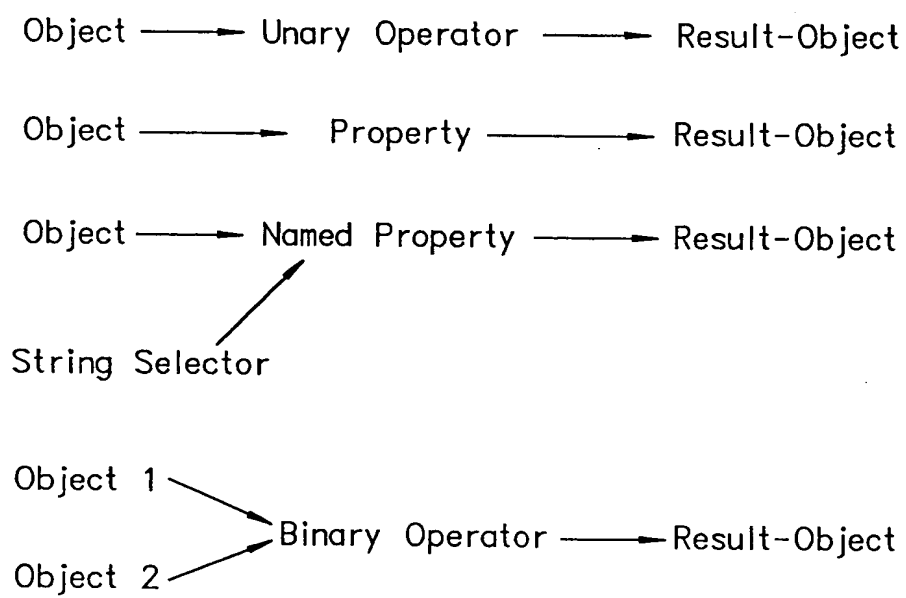 Object Unary Operator Result-Object
Object Property Result-Object
Object Named Property Result-Object
String Selector
Object 1
Binary Operator Result-Object
Object 2